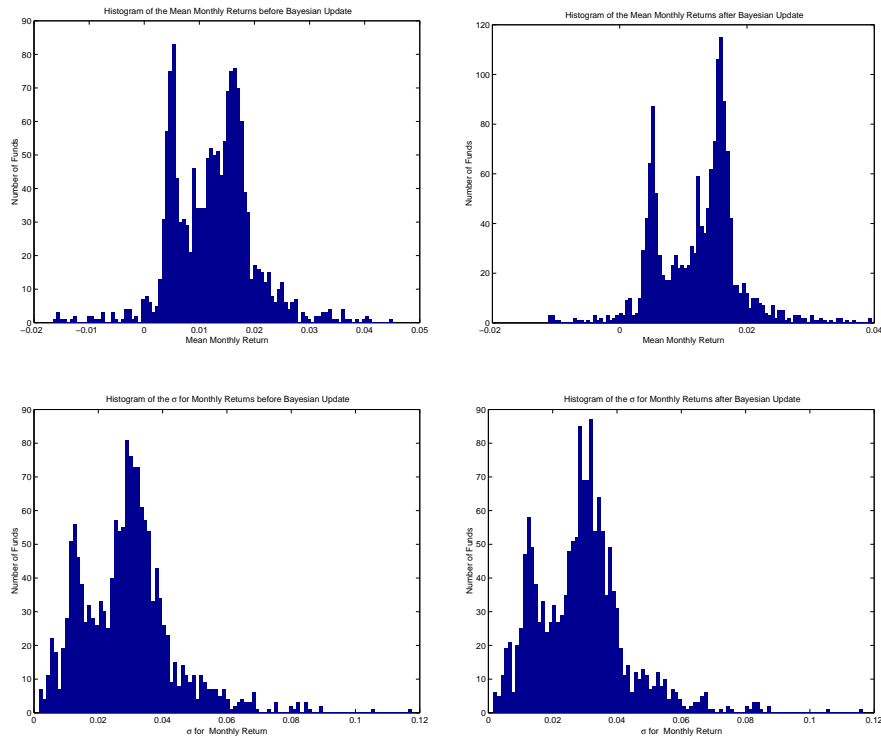 Histogram of the Mean Monthly Returns before Bayesian Update
90
80
70
60
50
40
30
20
10
0
Number of Funds
−0.02 −0.01 0 0.01 0.02 0.03 0.04 0.05
Mean Monthly Return
Histogram of the Mean Monthly Returns after Bayesian Update
120
100
80
60
40
20
0
Number of Funds
−0.02 0 0.02 0.04
Mean Monthly Return
Histogram of the σ for Monthly Returns before Bayesian Update
90
80
70
60
50
40
30
20
10
0
Number of Funds
0 0.02 0.04 0.06 0.08 0.1 0.12
σ for Monthly Return
Histogram of the σ for Monthly Returns after Bayesian Update
90
80
70
60
50
40
30
20
10
0
Number of Funds
0 0.02 0.04 0.06 0.08 0.1 0.12
σ for Monthly Return